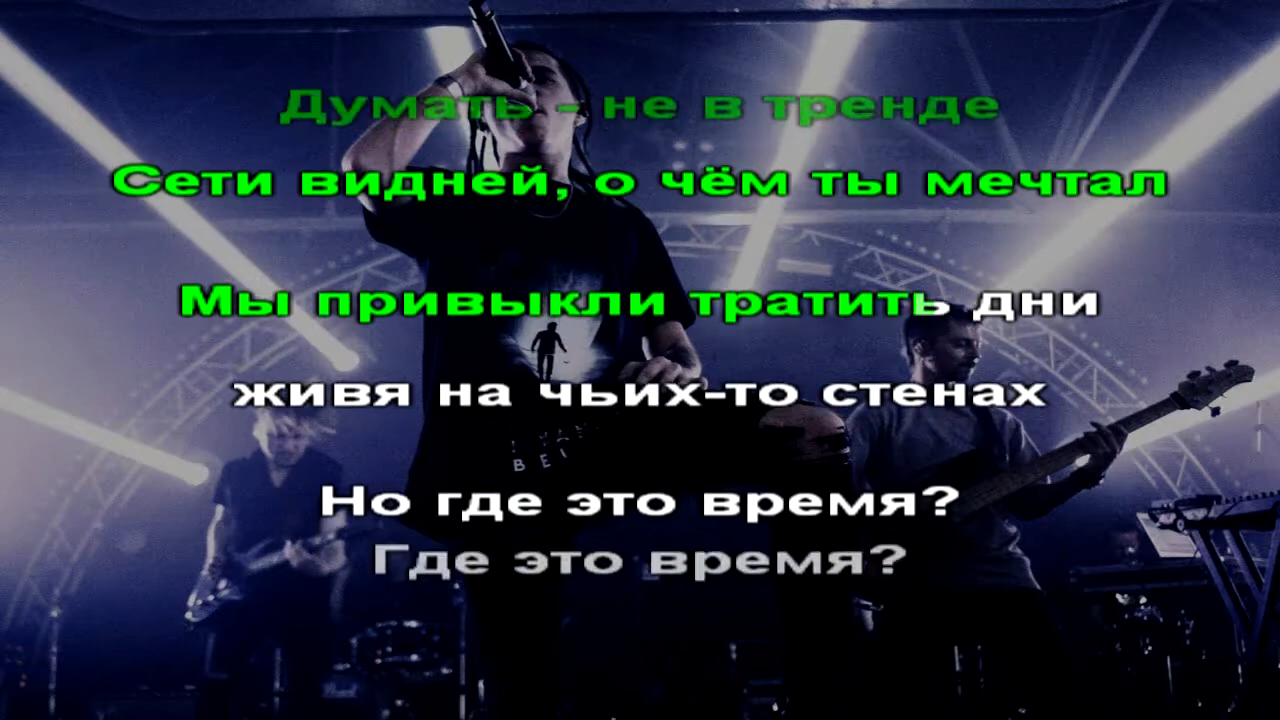 Думать - не в тренде
Сети видней, о чём ты мечтал
Мы привыкли тратить дни
живя на чьих-то стенах
Но где это время?
Где это время?